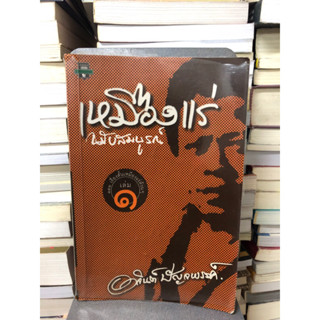 เหมืองแร่
ฉบับสมบูรณ์
เล่ม
๑
อาจินต์ ปัญจพรรค์.